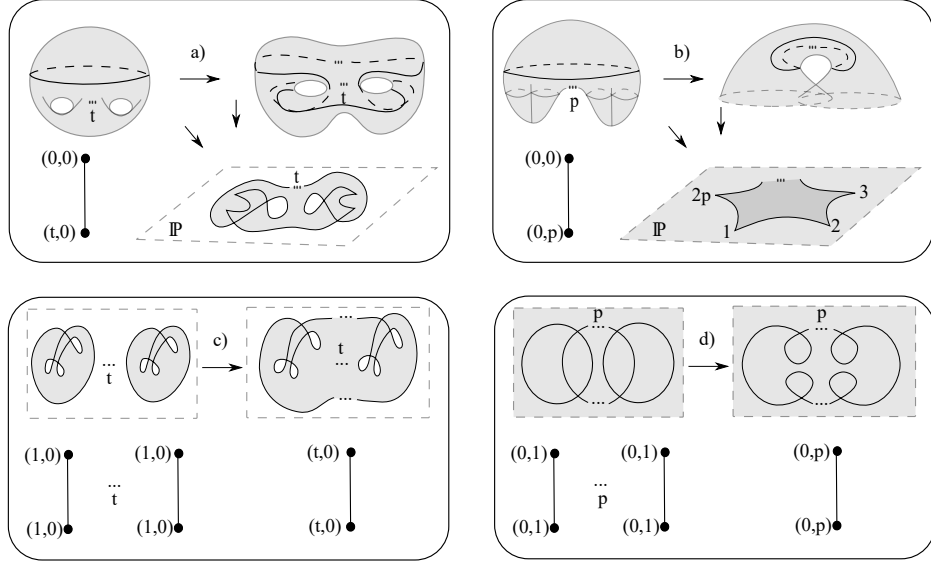 a)
...
t
...
t
(0,0)
(t,0)
t
...
ℙ
b)
...
p
...
(0,0)
(0,p)
...
2p
3
1
2
ℙ
c)
...
t
...
t
...
...
(1,0)
(1,0)
(t,0)
...
t
(1,0)
(1,0)
(t,0)
p
...
...
d)
p
...
...
(0,1)
(0,1)
(0,p)
...
p
(0,1)
(0,1)
(0,p)